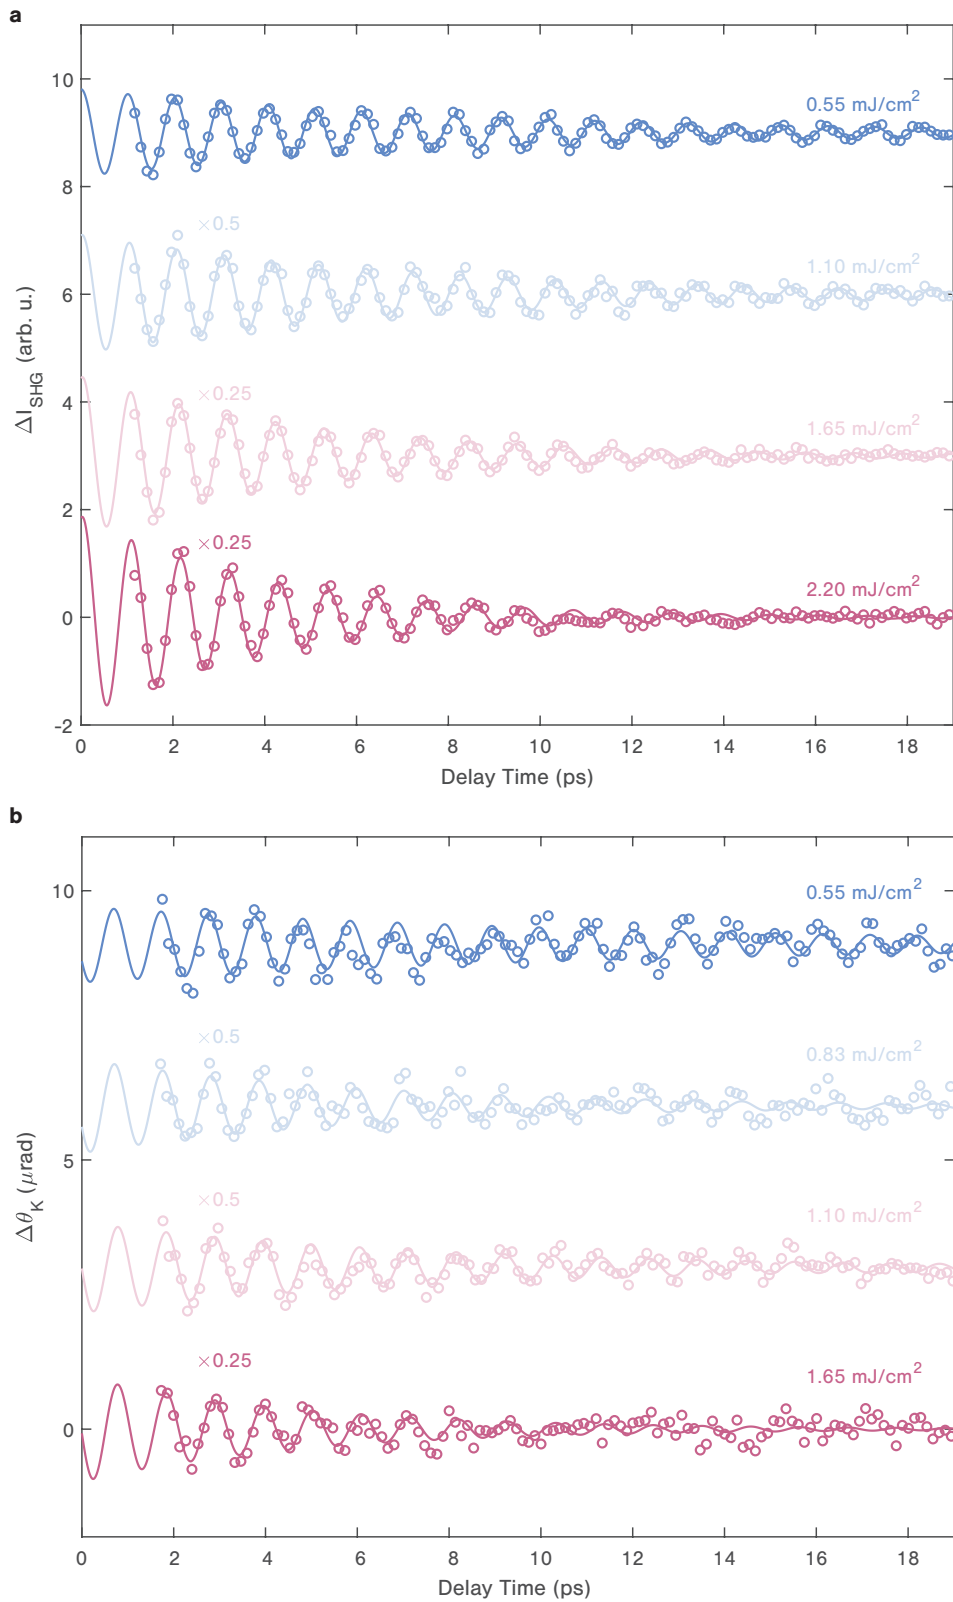 a
10
8
6
4
2
0
-2
ΔI_SHG (arb. u.)
0.55 mJ/cm²
×0.5
1.10 mJ/cm²
×0.25
1.65 mJ/cm²
×0.25
2.20 mJ/cm²
0 2 4 6 8 10 12 14 16 18
Delay Time (ps)
b
10
5
0
Δθ_K (μrad)
0.55 mJ/cm²
×0.5
0.83 mJ/cm²
×0.5
1.10 mJ/cm²
×0.25
1.65 mJ/cm²
0 2 4 6 8 10 12 14 16 18
Delay Time (ps)